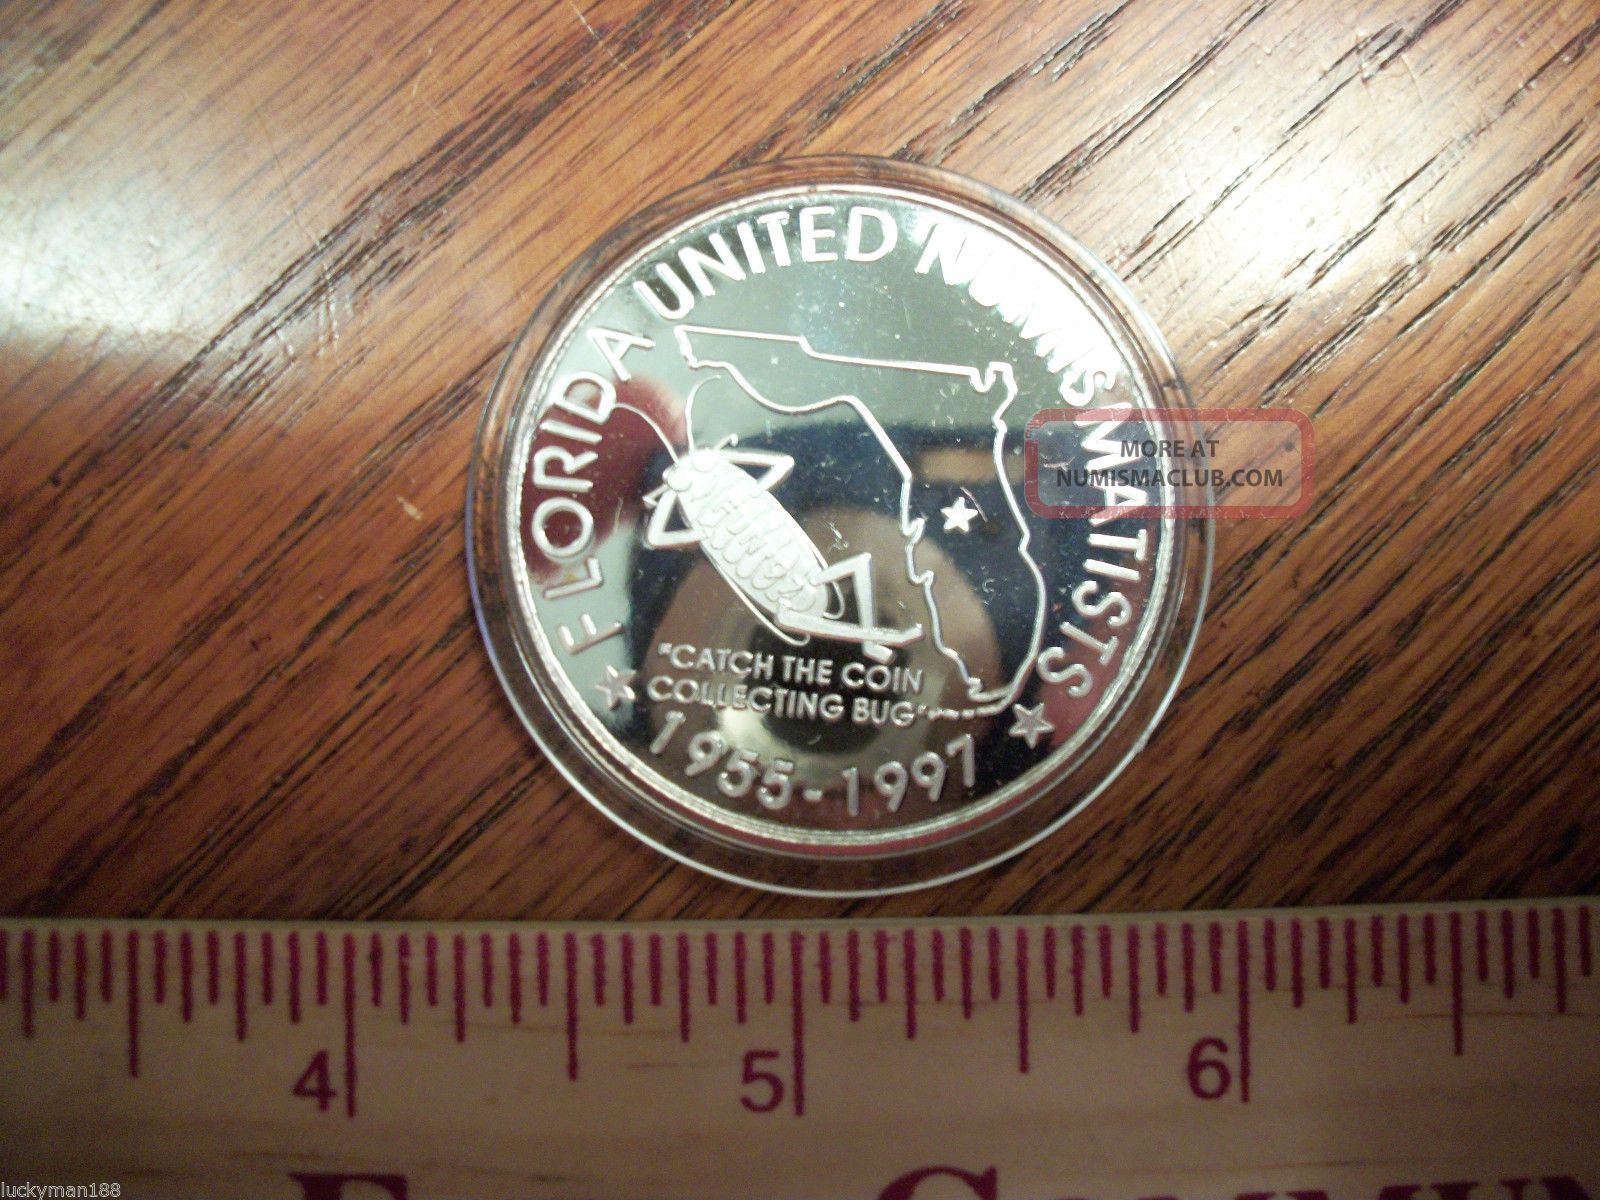 FLORIDA UNITED NUMISMATISTS
"CATCH THE COIN
COLLECTING BUG"
1955-1997
MORE AT
NUMISMACLUB.COM
4 5 6
luckyman188